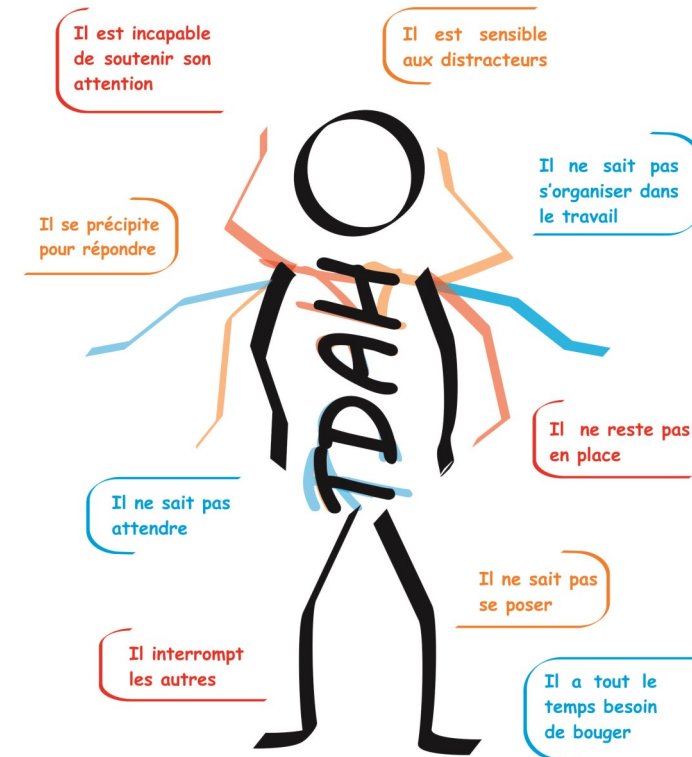 Il est incapable
de soutenir son
attention
Il est sensible
aux distracteurs
Il ne sait pas
s'organiser dans
le travail
Il se précipite
pour répondre
TDAH
Il ne reste pas
en place
Il ne sait pas
attendre
Il ne sait pas
se poser
Il interrompt
les autres
Il a tout le
temps besoin
de bouger